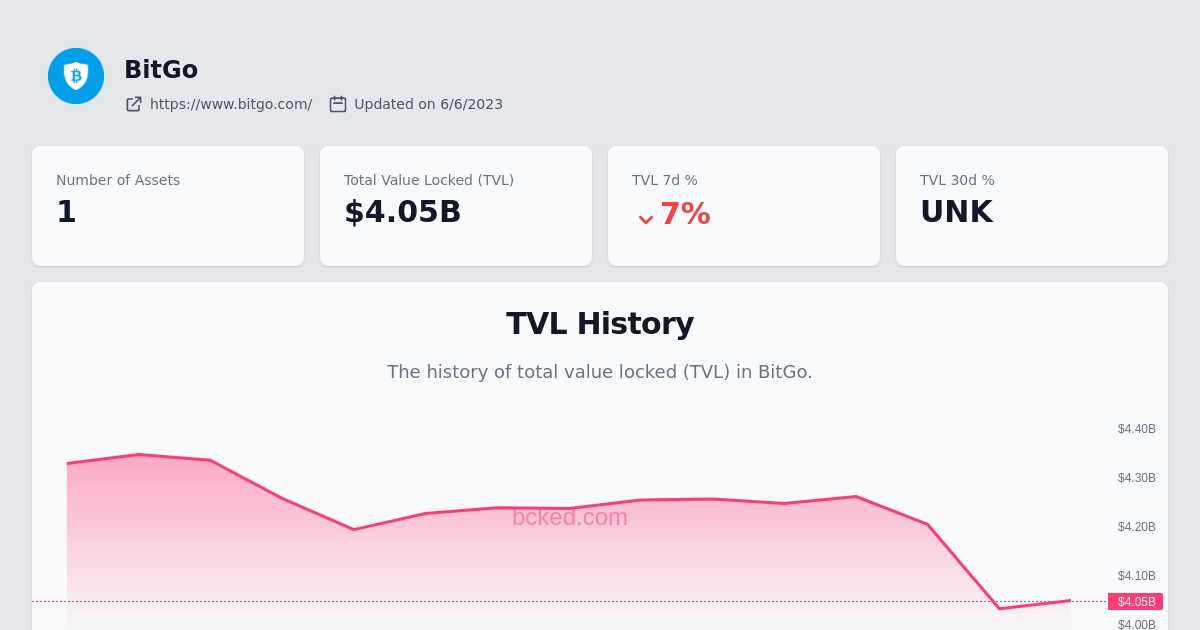 BitGo
https://www.bitgo.com/ Updated on 6/6/2023
Number of Assets
1
Total Value Locked (TVL)
$4.05B
TVL 7d %
7%
TVL 30d %
UNK
TVL History
The history of total value locked (TVL) in BitGo.
$4.40B
$4.30B
$4.20B
bcked.com
$4.10B
$4.05B
$4.00B